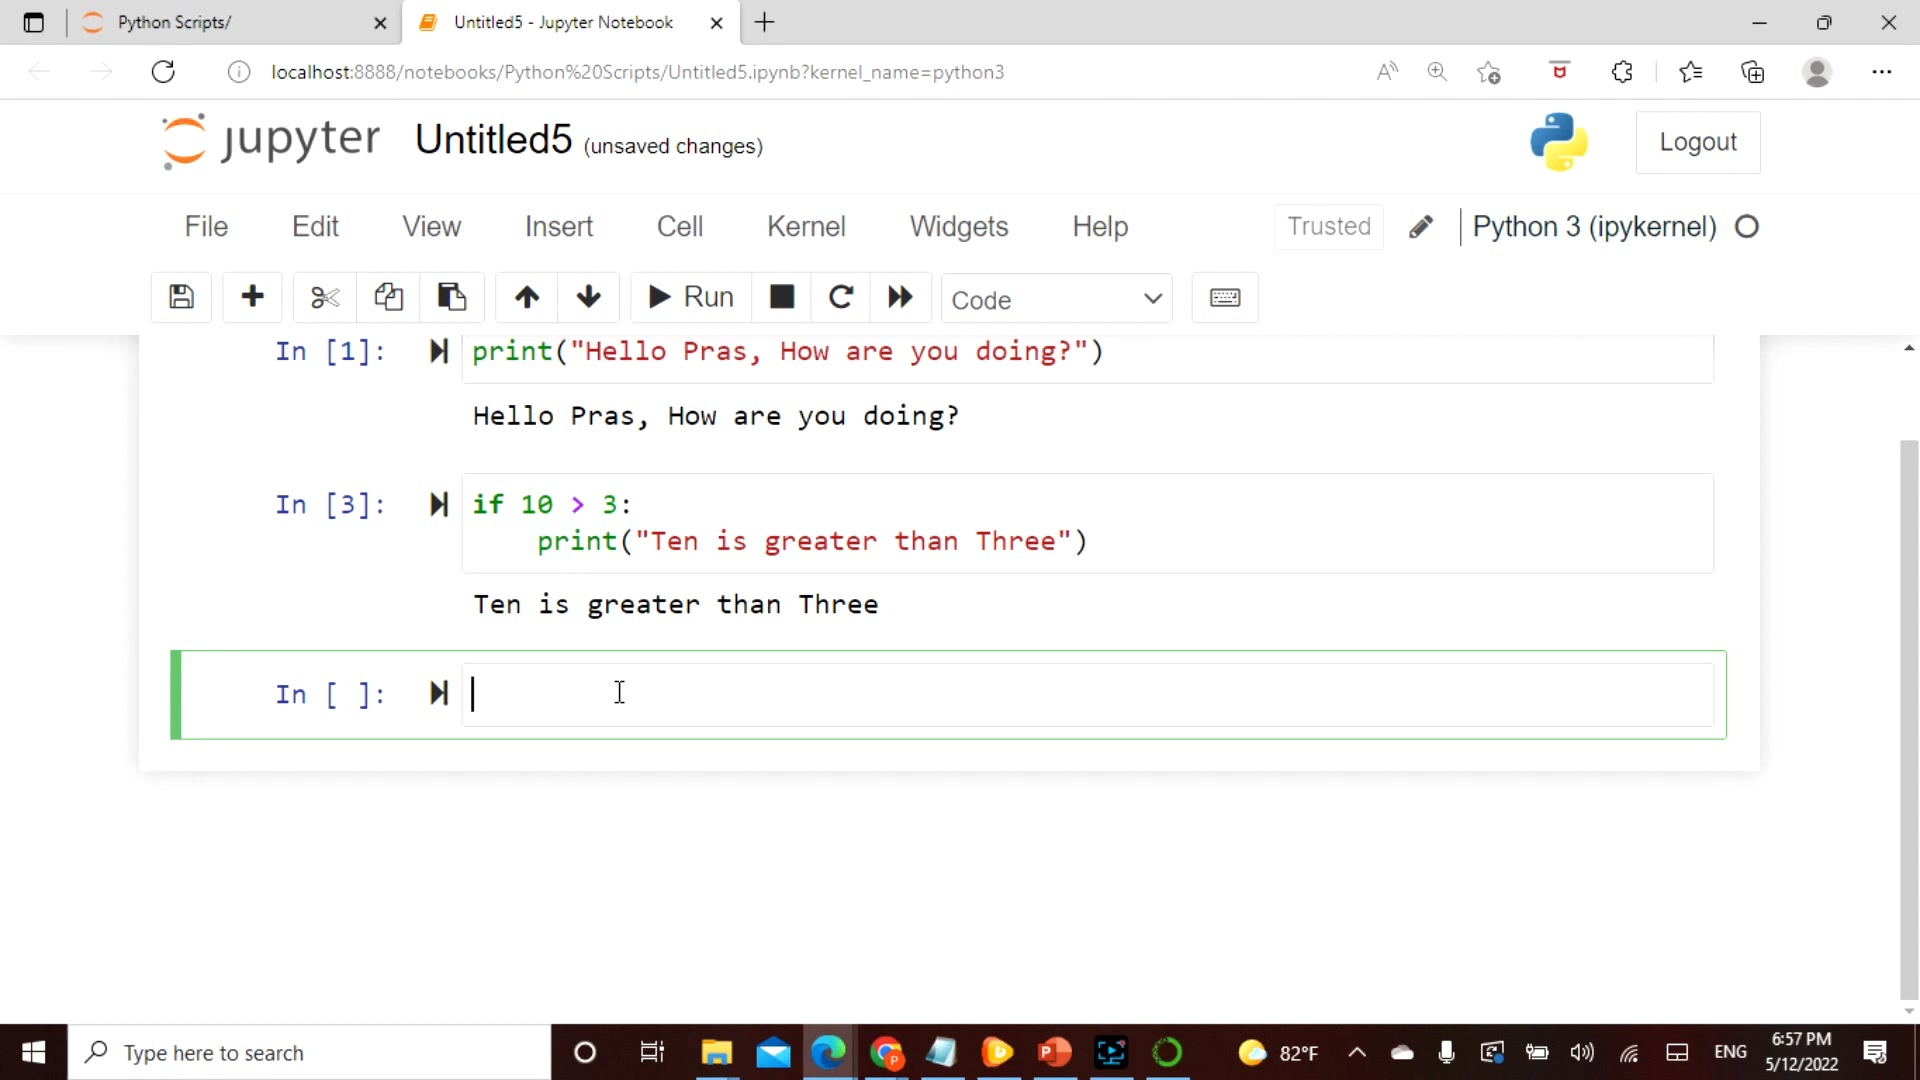 Python Scripts/
Untitled5 - Jupyter Notebook
localhost:8888/notebooks/Python%20Scripts/Untitled5.ipynb?kernel_name=python3
jupyter Untitled5 (unsaved changes)
Logout
File Edit View Insert Cell Kernel Widgets Help Trusted Python 3 (ipykernel)
Run Code
In [1]: print("Hello Pras, How are you doing?")
Hello Pras, How are you doing?
In [3]: if 10 > 3:
print("Ten is greater than Three")
Ten is greater than Three
In [ ]:
Type here to search
82°F
ENG
6:57 PM
5/12/2022